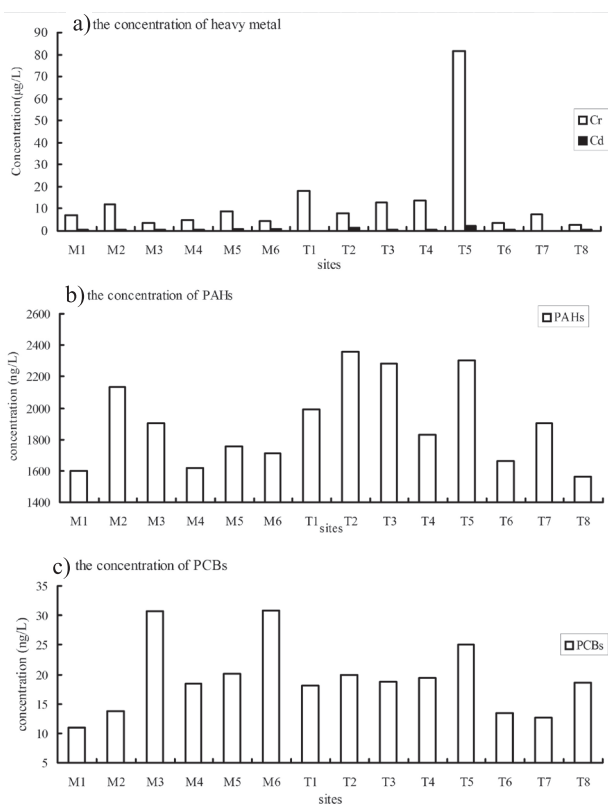 a) the concentration of heavy metal
90
80
70
60
50
40
30
20
10
0
Concentration(μg/L)
Cr
Cd
M1 M2 M3 M4 M5 M6 T1 T2 T3 T4 T5 T6 T7 T8
sites
b) the concentration of PAHs
2600
2400
2200
2000
1800
1600
1400
concentration (ng/L)
PAHs
M1 M2 M3 M4 M5 M6 T1 T2 T3 T4 T5 T6 T7 T8
sites
c) the concentration of PCBs
35
30
25
20
15
10
5
concentration (ng/L)
PCBs
M1 M2 M3 M4 M5 M6 T1 T2 T3 T4 T5 T6 T7 T8
sites